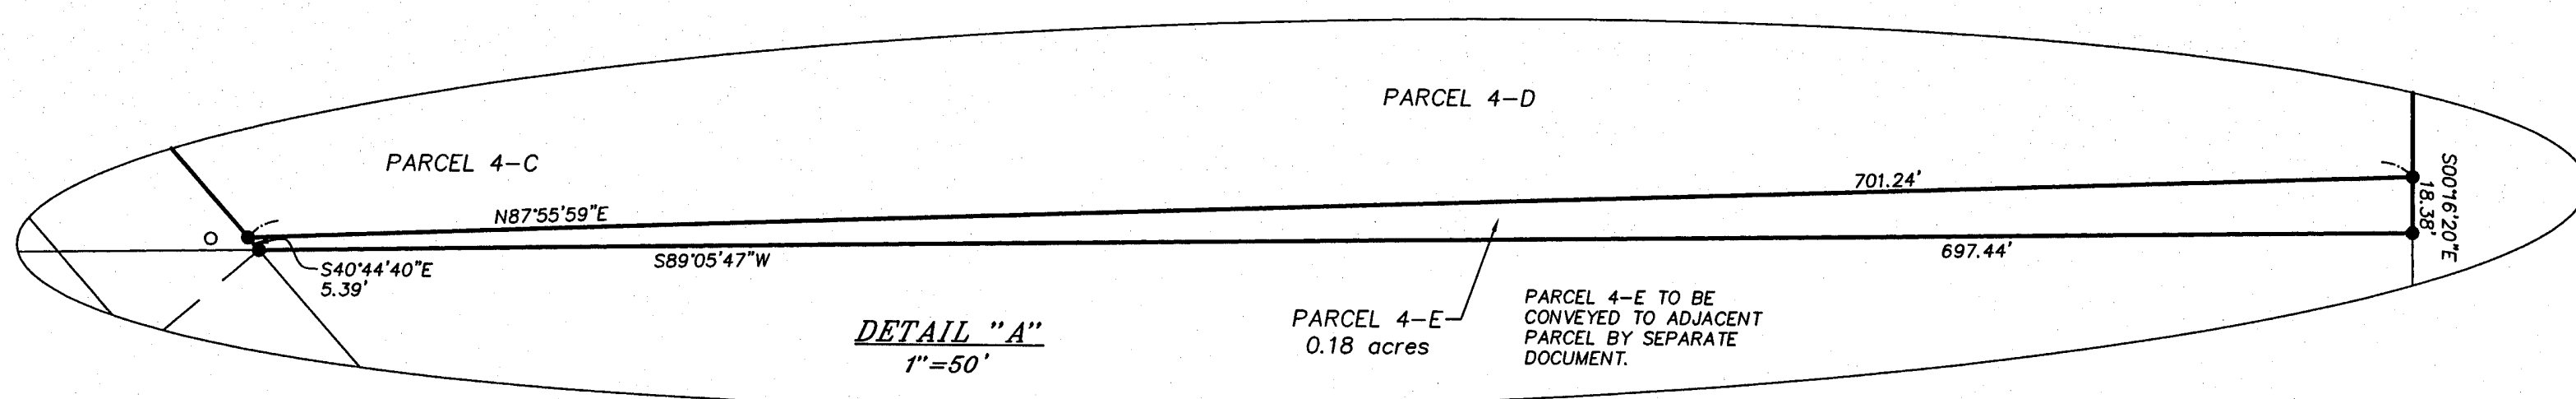 PARCEL 4-D
PARCEL 4-C
701.24'
N87°55'59"E
S00°16'20"E
18.38'
S40°44'40"E
5.39'
S89°05'47"W
697.44'
DETAIL "A"
1"=50'
PARCEL 4-E
0.18 acres
PARCEL 4-E TO BE
CONVEYED TO ADJACENT
PARCEL BY SEPARATE
DOCUMENT.